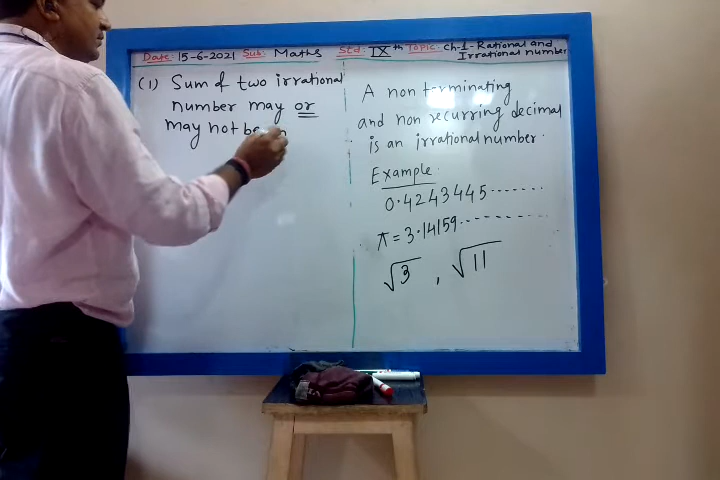 Date: 15-6-2021 Sub: Maths Std: IXth Topic: Ch-1-Rational and
Irrational number
(1) Sum of two irrational
number may or
may not be
A non t-rminating
and non recurring decimal
is an irrational number.
Example.
0.4243445.......
π = 3.14159.........
√3 , √11